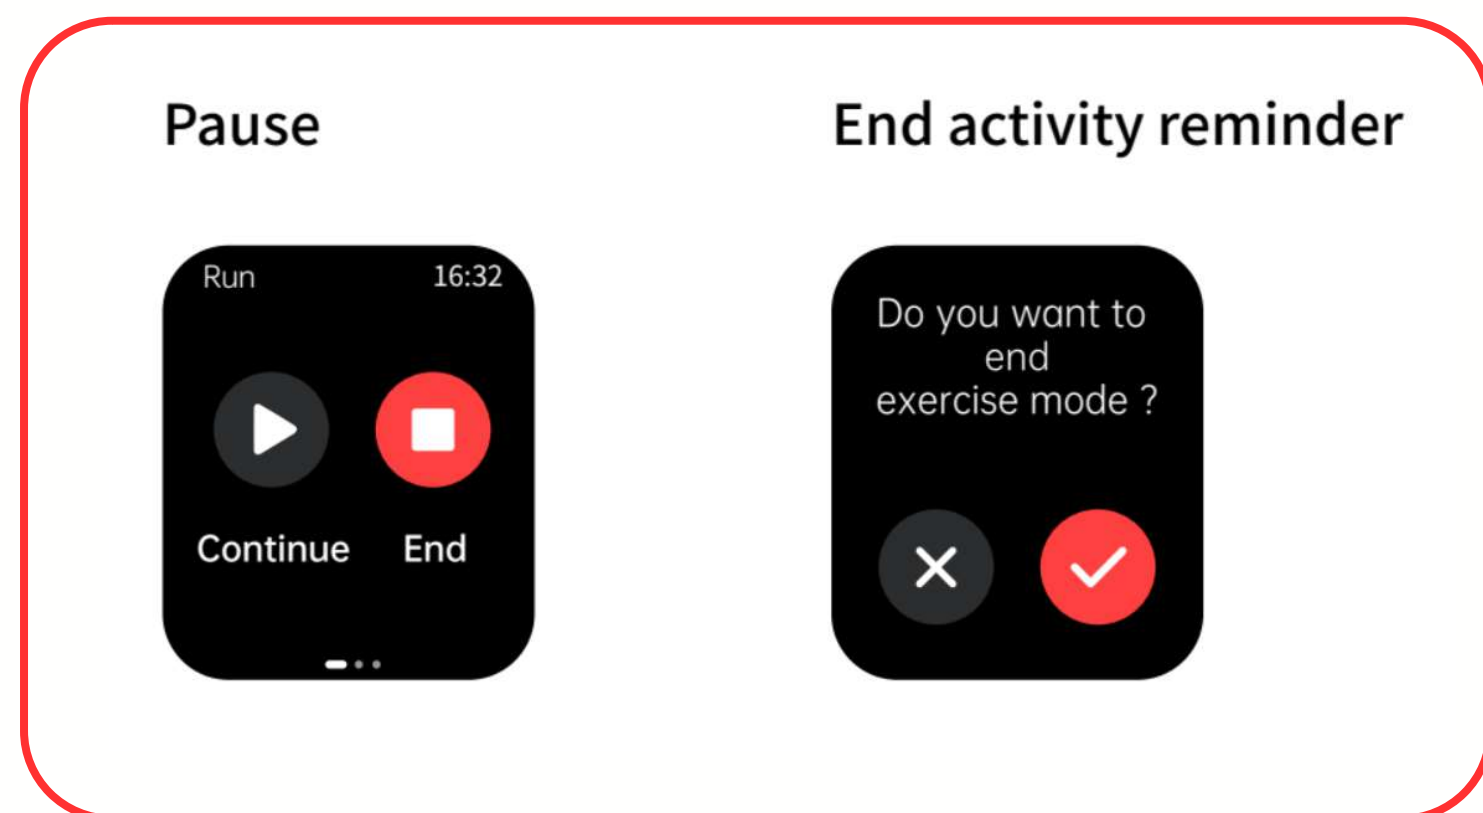 Pause
End activity reminder
Run
16:32
Continue
End
Do you want to
end
exercise mode ?